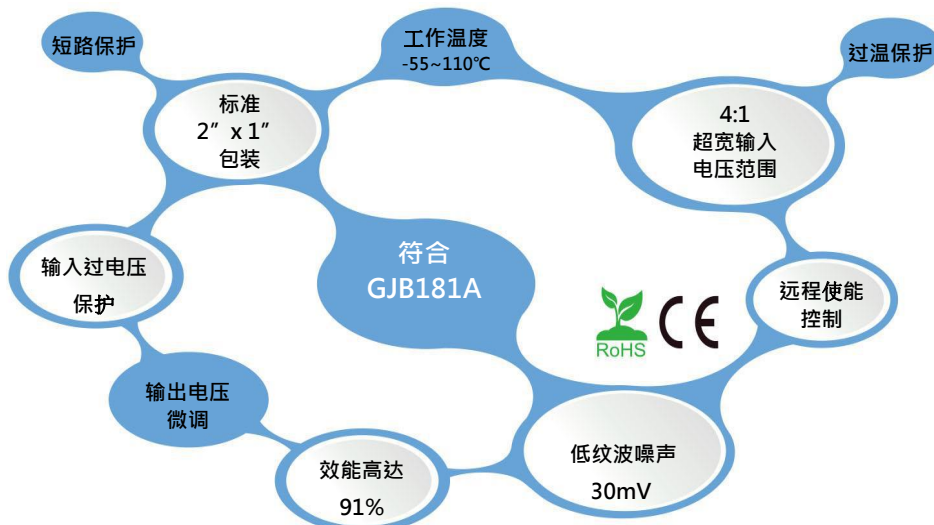 短路保护
工作温度
-55~110℃
过温保护
标准
2” x 1”
包装
4:1
超宽输入
电压范围
符合
GJB181A
输入过电压
保护
远程使能
控制
RoHS
CE
输出电压
微调
效能高达
91%
低纹波噪声
30mV